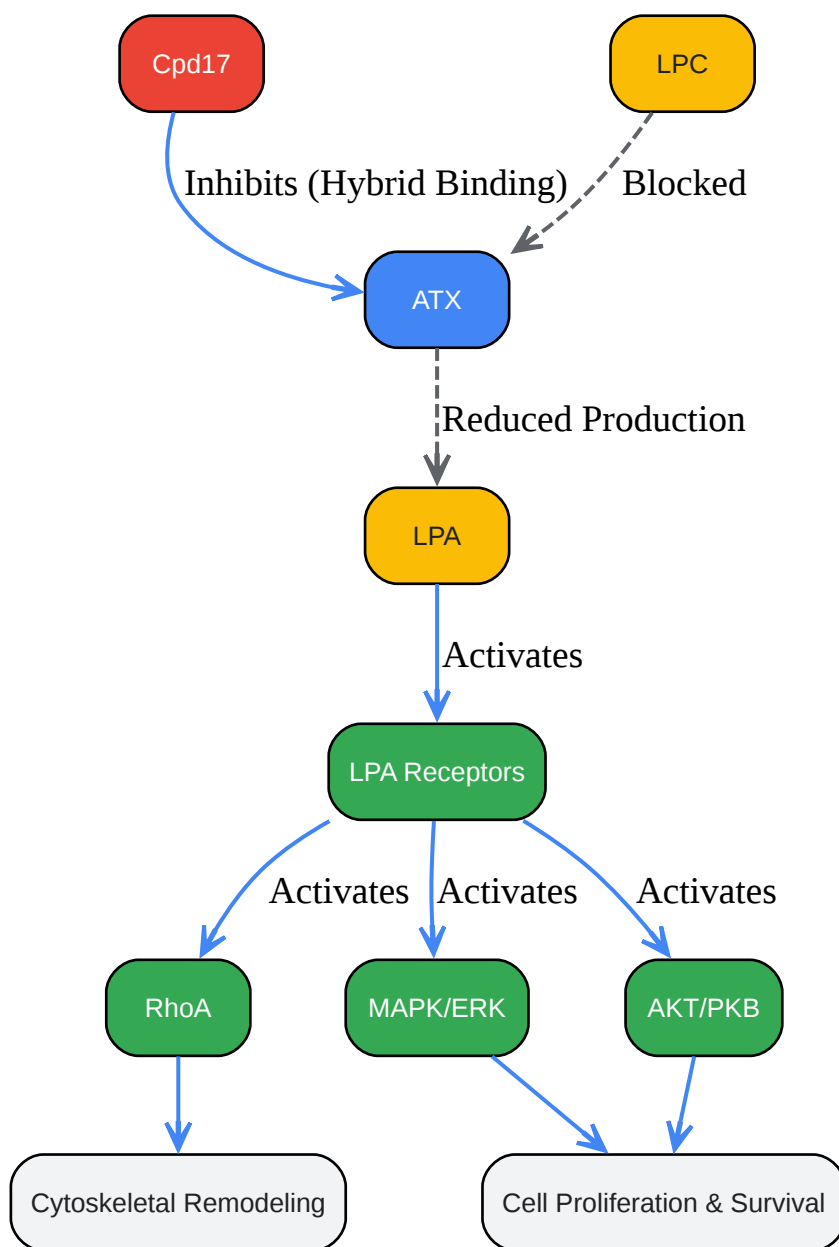 Cpd17
LPC
Inhibits (Hybrid Binding)
Blocked
ATX
Reduced Production
LPA
Activates
LPA Receptors
Activates
Activates
Activates
RhoA
MAPK/ERK
AKT/PKB
Cytoskeletal Remodeling
Cell Proliferation & Survival